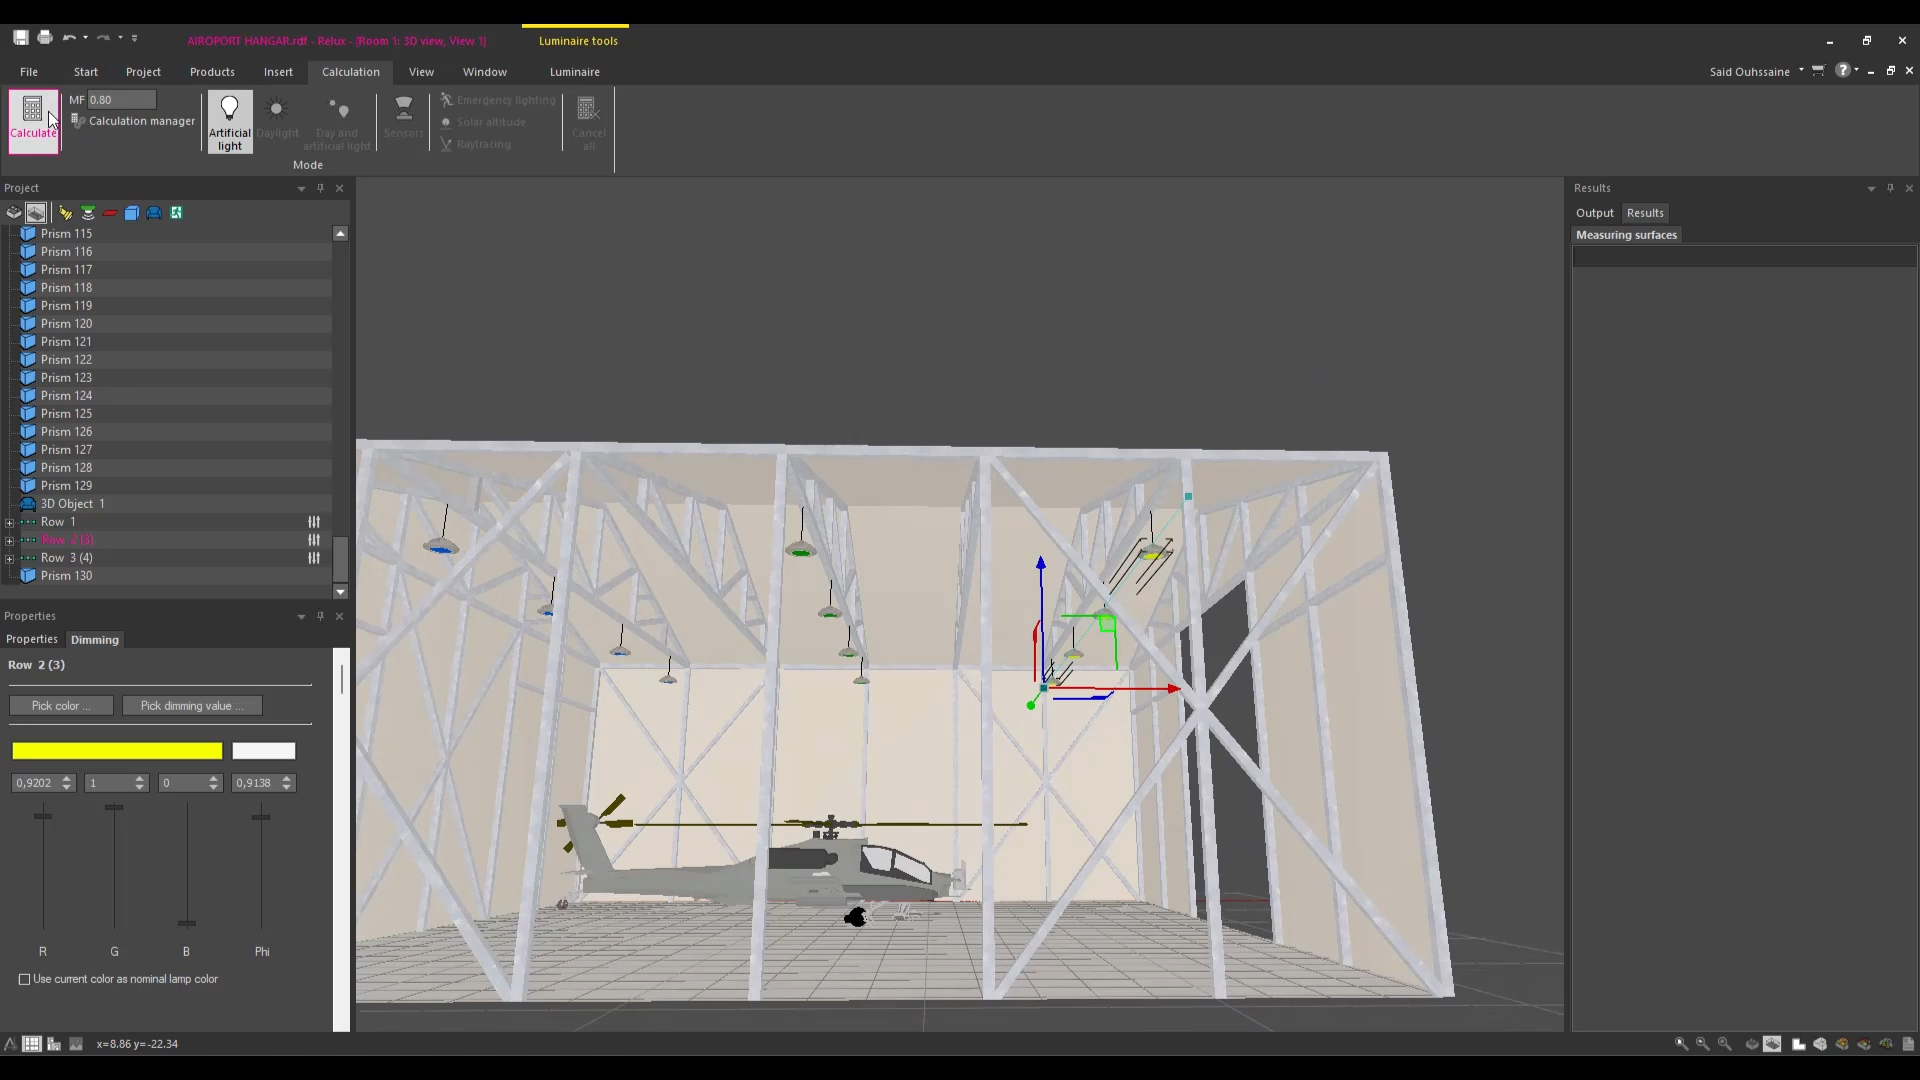 AIROPORT HANGAR.rdf - Relux - [Room 1: 3D view, View 1]
Luminaire tools
File
Start
Project
Products
Insert
Calculation
View
Window
Luminaire
Said Ouhssaine
Calculate
MF 0.80
Calculation manager
Artificial light
Daylight
Day and artificial light
Sensors
Emergency lighting
Solar altitude
Raytracing
Cancel all
Mode
Project
Prism 115
Prism 116
Prism 117
Prism 118
Prism 119
Prism 120
Prism 121
Prism 122
Prism 123
Prism 124
Prism 125
Prism 126
Prism 127
Prism 128
Prism 129
3D Object 1
Row 1
Row 2 (3)
Row 3 (4)
Prism 130
Properties
Properties
Dimming
Row 2 (3)
Pick color ...
Pick dimming value ...
0,9202
1
0
0,9138
R
G
B
Phi
Use current color as nominal lamp color
Results
Output
Results
Measuring surfaces
x=8.86 y=-22.34